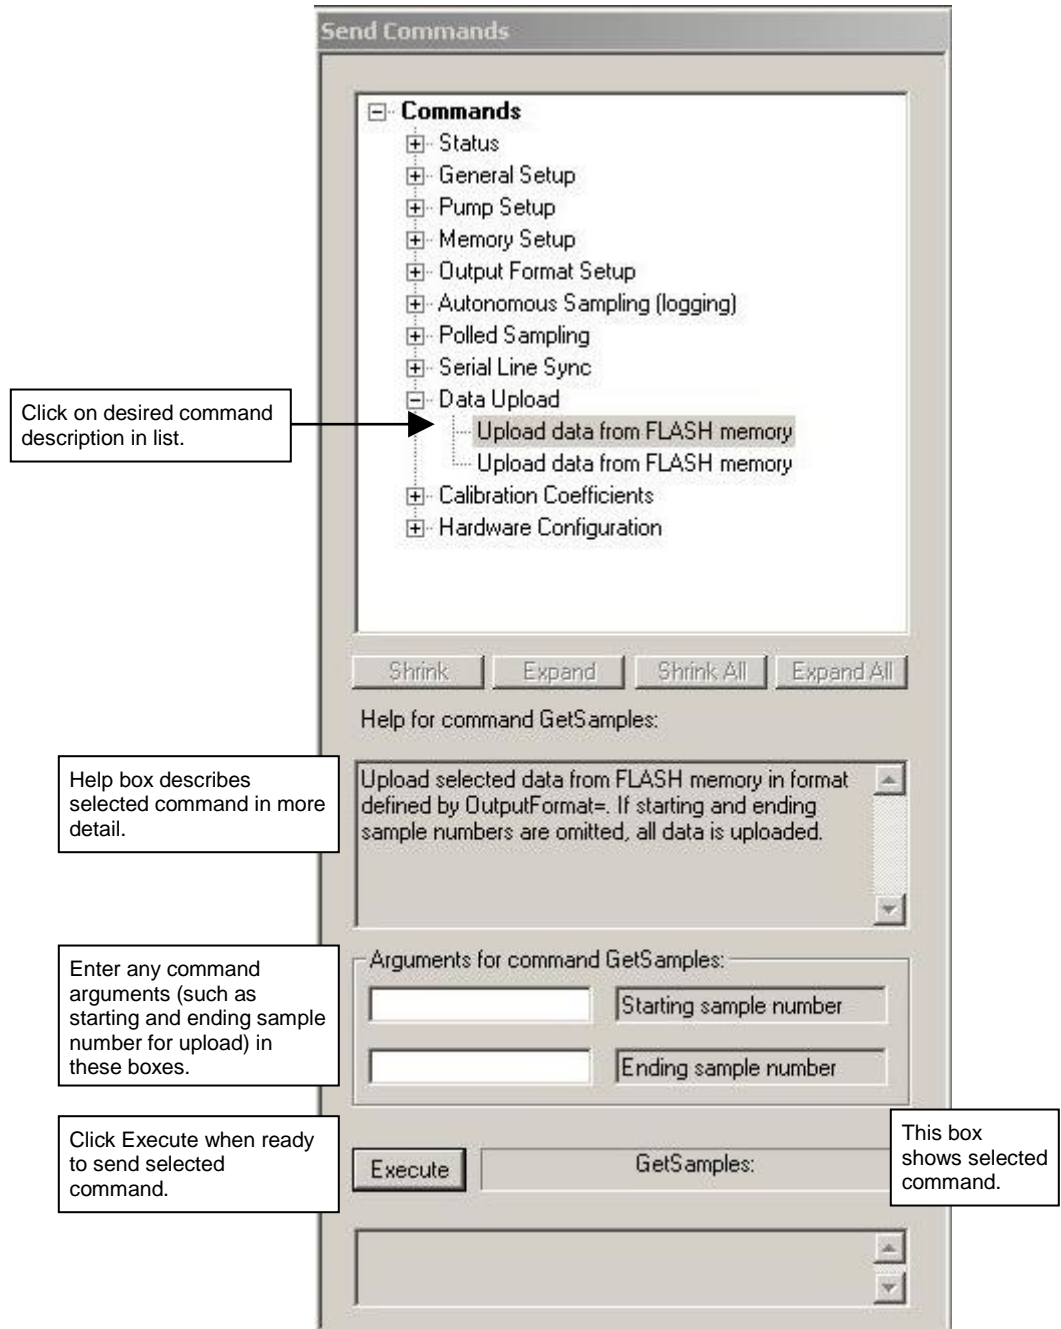 Send Commands
Commands
Status
General Setup
Pump Setup
Memory Setup
Output Format Setup
Autonomous Sampling (logging)
Polled Sampling
Serial Line Sync
Data Upload
Click on desired command
description in list.
Upload data from FLASH memory
Upload data from FLASH memory
Calibration Coefficients
Hardware Configuration
Shrink
Expand
Shrink All
Expand All
Help for command GetSamples:
Help box describes
selected command in more
detail.
Upload selected data from FLASH memory in format
defined by OutputFormat=. If starting and ending
sample numbers are omitted, all data is uploaded.
Enter any command
arguments (such as
starting and ending sample
number for upload) in
these boxes.
Arguments for command GetSamples:
Starting sample number
Ending sample number
Click Execute when ready
to send selected
command.
Execute
GetSamples:
This box
shows selected
command.